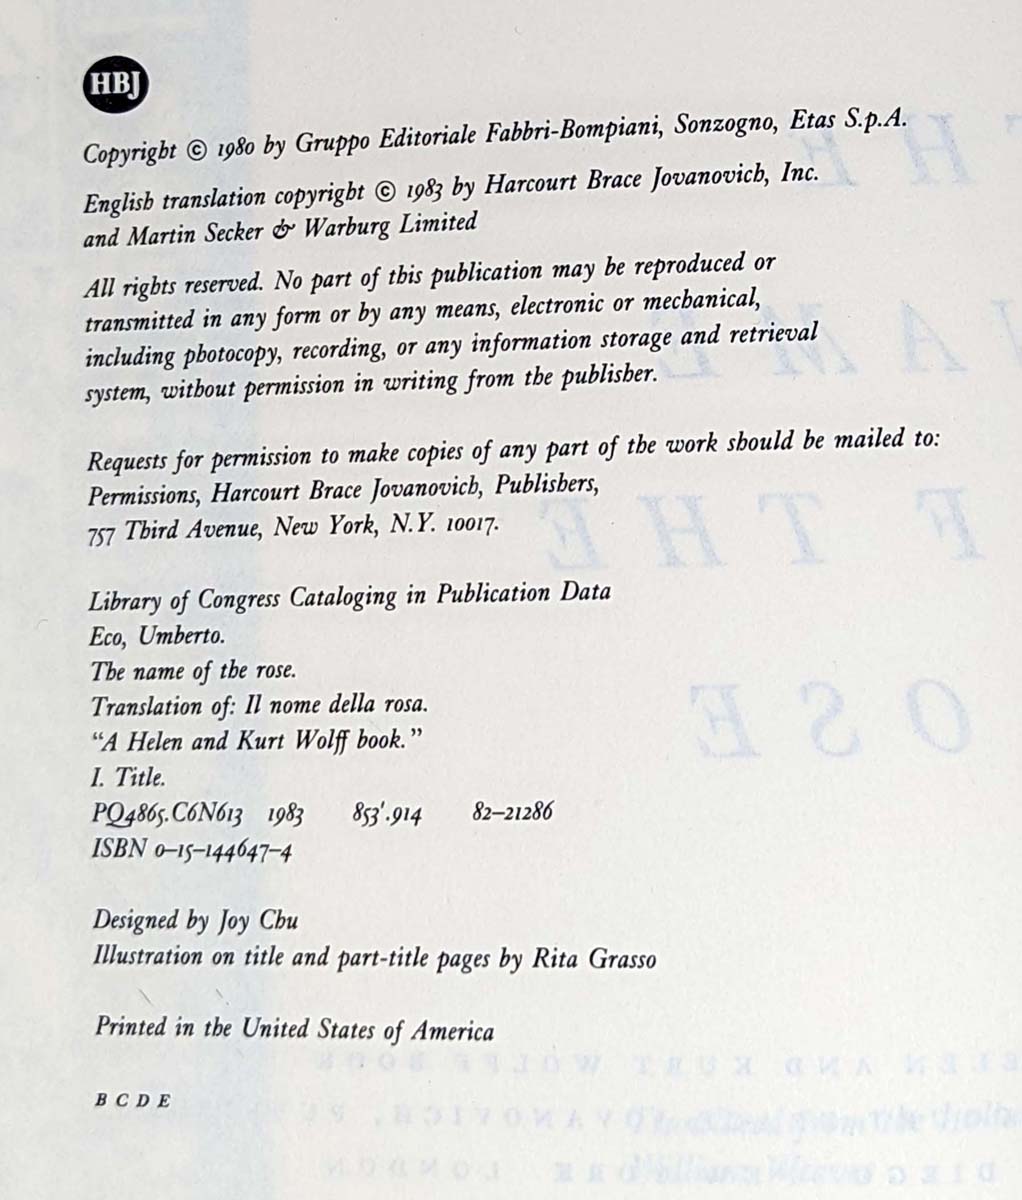 HBJ
Copyright © 1980 by Gruppo Editoriale Fabbri-Bompiani, Sonzogno, Etas S.p.A.
English translation copyright © 1983 by Harcourt Brace Jovanovich, Inc.
and Martin Secker & Warburg Limited
All rights reserved. No part of this publication may be reproduced or
transmitted in any form or by any means, electronic or mechanical,
including photocopy, recording, or any information storage and retrieval
system, without permission in writing from the publisher.
Requests for permission to make copies of any part of the work should be mailed to:
Permissions, Harcourt Brace Jovanovich, Publishers,
757 Third Avenue, New York, N.Y. 10017.
Library of Congress Cataloging in Publication Data
Eco, Umberto.
The name of the rose.
Translation of: Il nome della rosa.
“A Helen and Kurt Wolff book.”
I. Title.
PQ4865.C6N613 1983 853'.914 82–21286
ISBN 0–15–144647–4
Designed by Joy Chu
Illustration on title and part-title pages by Rita Grasso
Printed in the United States of America
B C D E